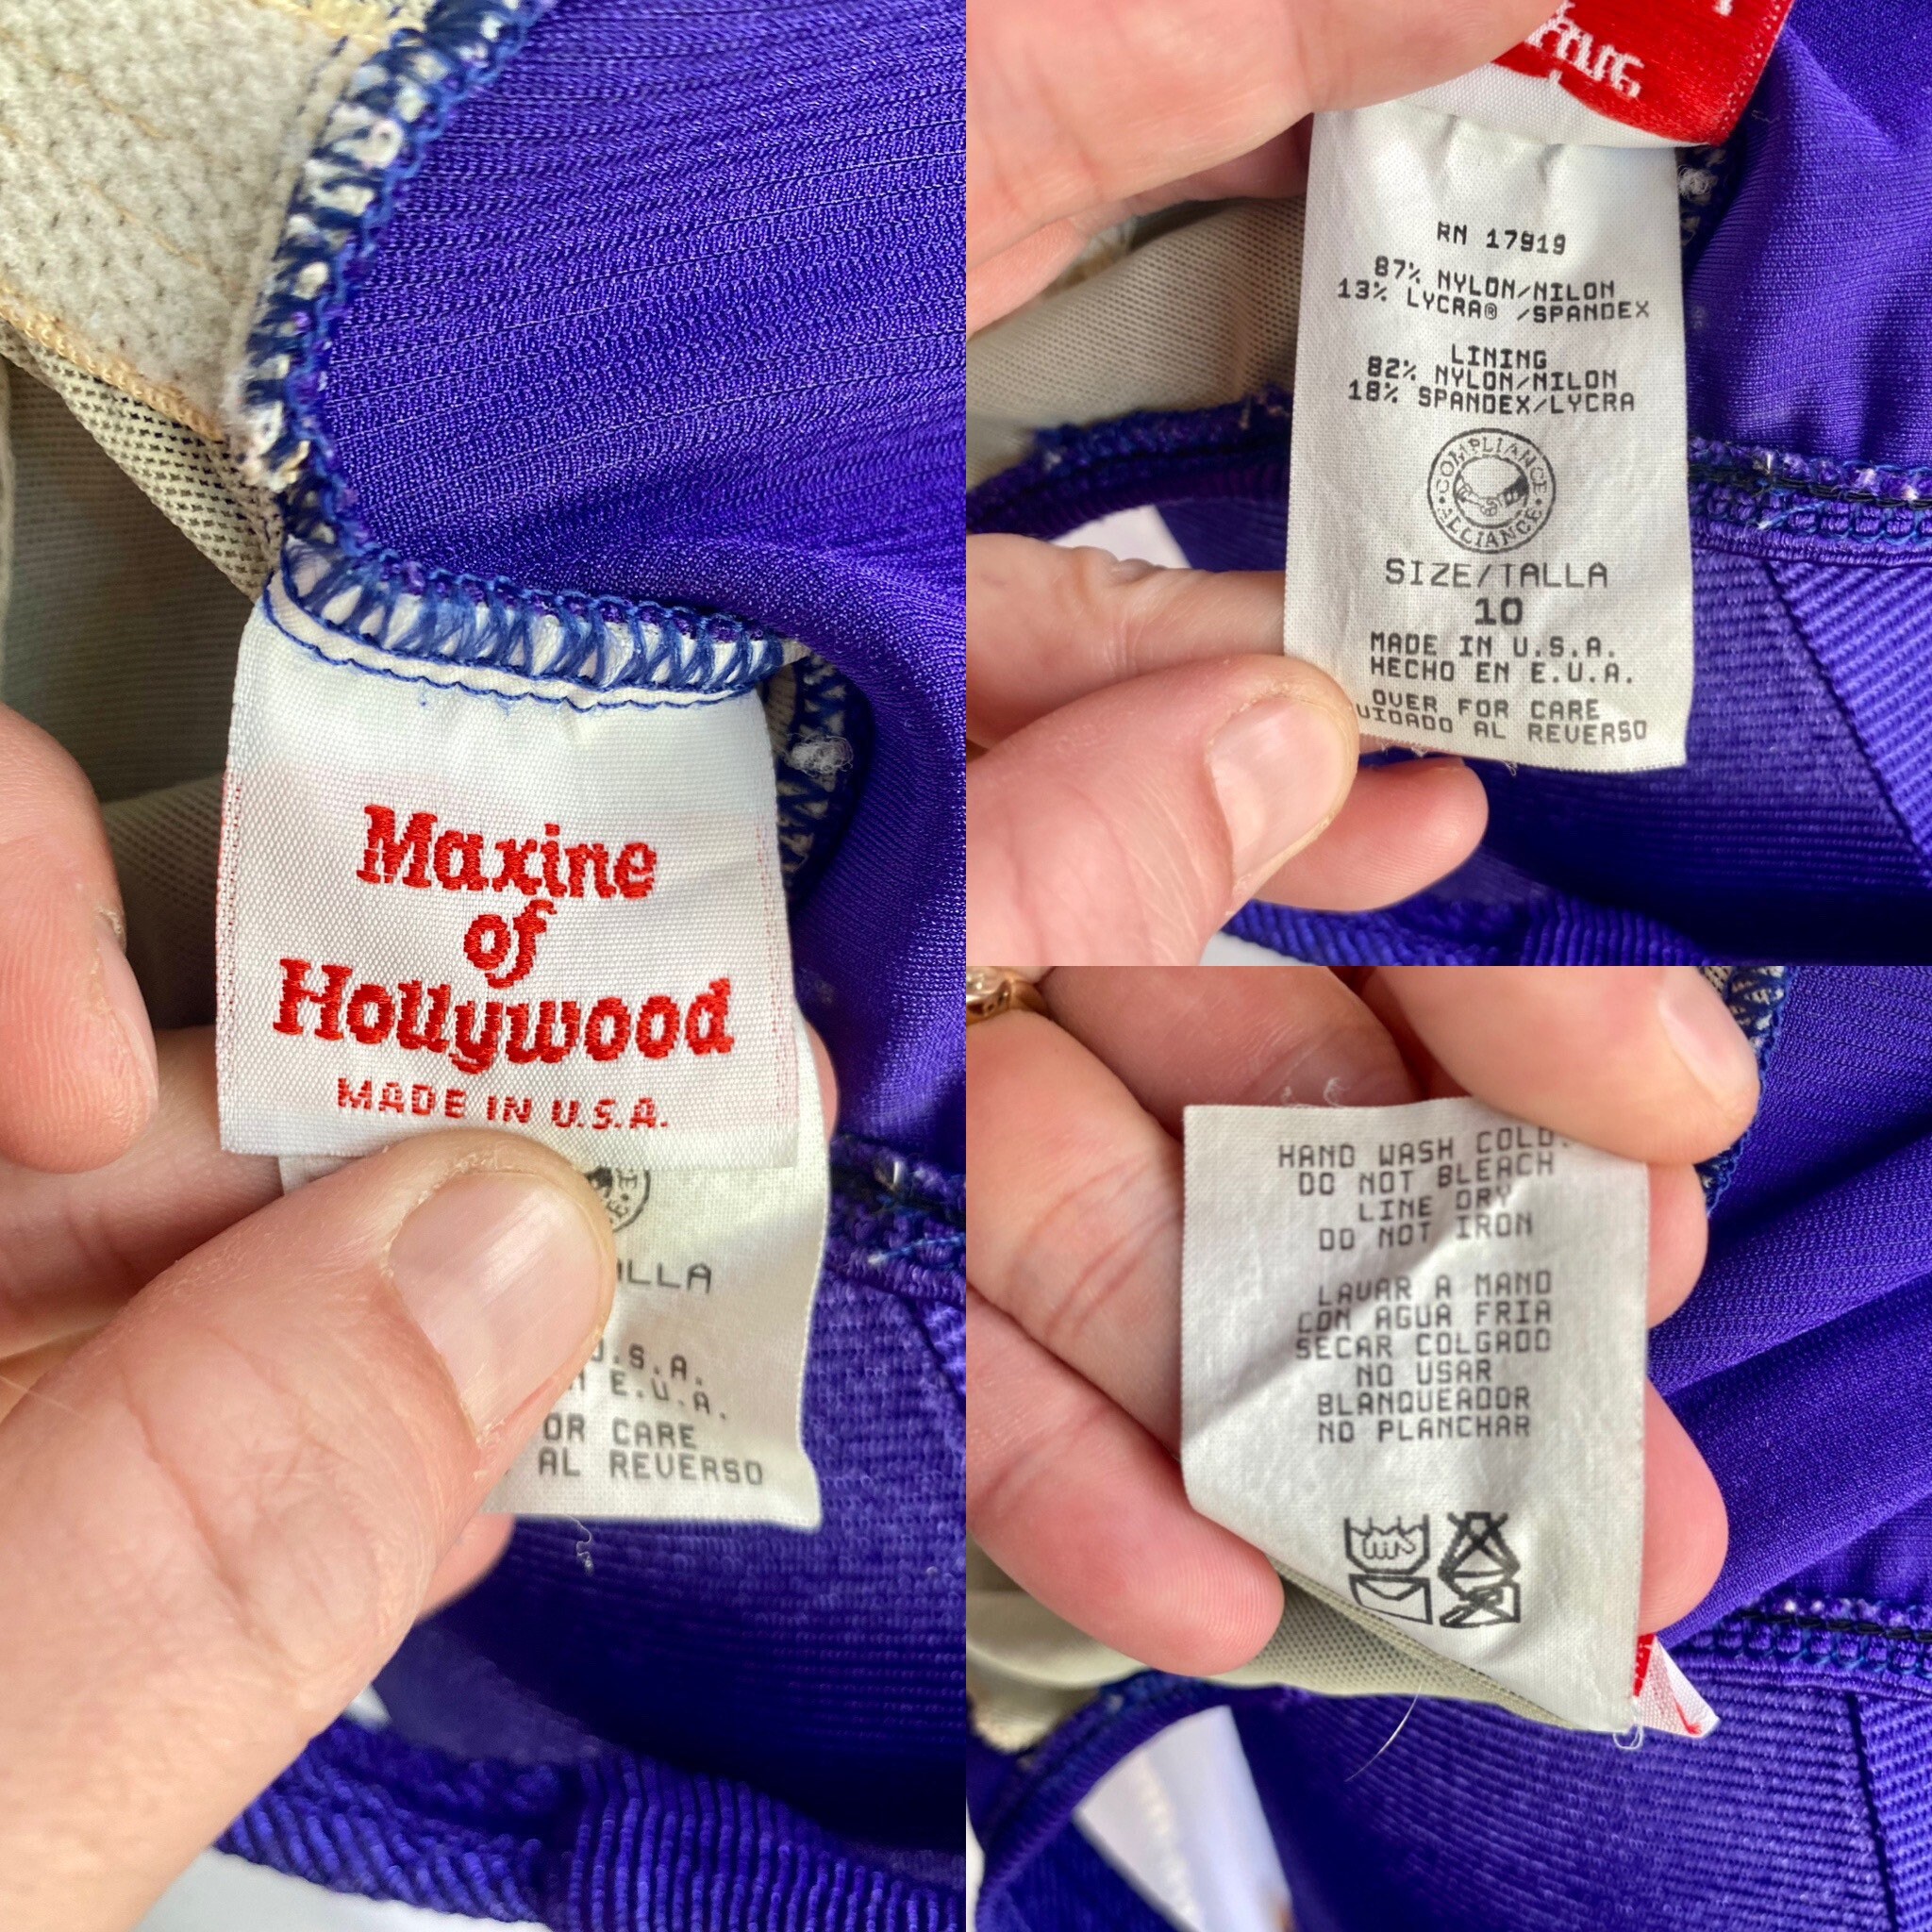 Maxine
of
Hollywood
MADE IN U.S.A.
U.S.A.
E.U.A.
OR CARE
AL REVERSO
RN 17919
87% NYLON/NILON
13% LYCRA® /SPANDEX
LINING
82% NYLON/NILON
18% SPANDEX/LYCRA
COMPLIANCE
ALLIANCE
SIZE/TALLA
10
MADE IN U.S.A.
HECHO EN E.U.A.
OVER FOR CARE
UIDADO AL REVERSO
HAND WASH COLD.
DO NOT BLEACH
LINE DRY
DO NOT IRON
LAVAR A MANO
CON AGUA FRIA
SECAR COLGADO
NO USAR
BLANQUEADOR
NO PLANCHAR